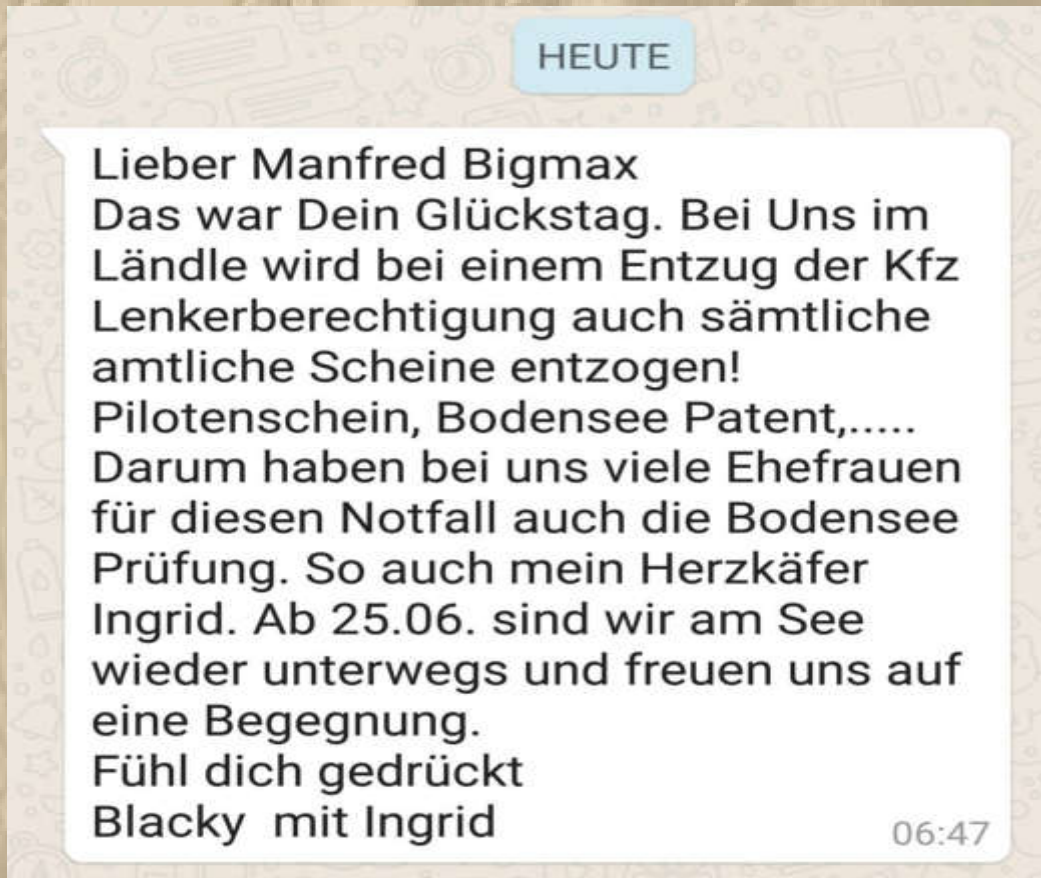 HEUTE
Lieber Manfred Bigmax
Das war Dein Glückstag. Bei Uns im
Ländle wird bei einem Entzug der Kfz
Lenkerberechtigung auch sämtliche
amtliche Scheine entzogen!
Pilotenschein, Bodensee Patent,.....
Darum haben bei uns viele Ehefrauen
für diesen Notfall auch die Bodensee
Prüfung. So auch mein Herzkäfer
Ingrid. Ab 25.06. sind wir am See
wieder unterwegs und freuen uns auf
eine Begegnung.
Fühl dich gedrückt
Blacky  mit Ingrid
06:47